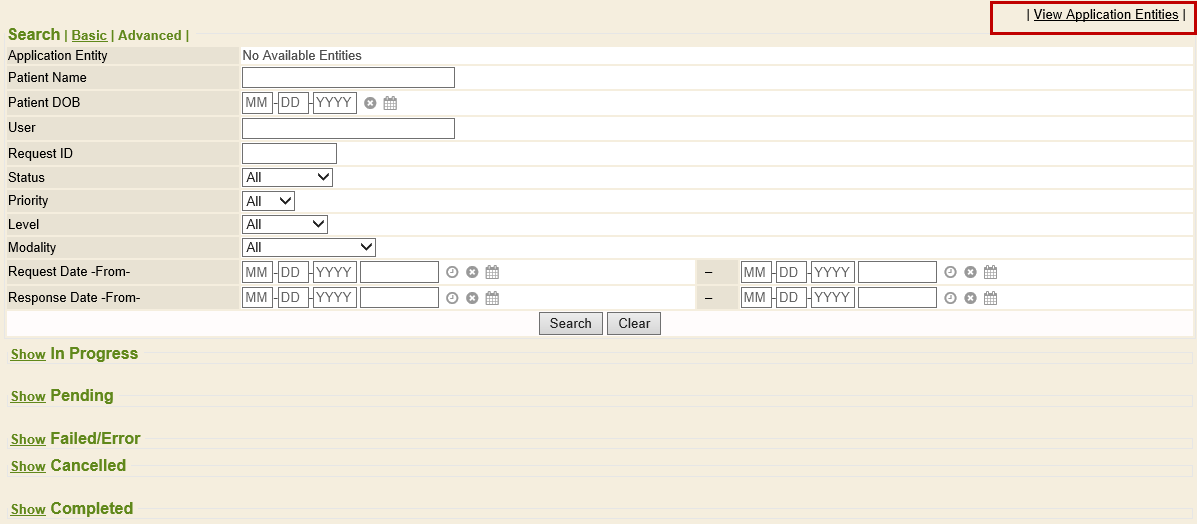 | View Application Entities |
Search | Basic | Advanced |
Application Entity No Available Entities
Patient Name
Patient DOB MM - DD - YYYY
User
Request ID
Status All
Priority All
Level All
Modality All
Request Date -From- MM - DD - YYYY – MM - DD - YYYY
Response Date -From- MM - DD - YYYY – MM - DD - YYYY
Search Clear
Show In Progress
Show Pending
Show Failed/Error
Show Cancelled
Show Completed